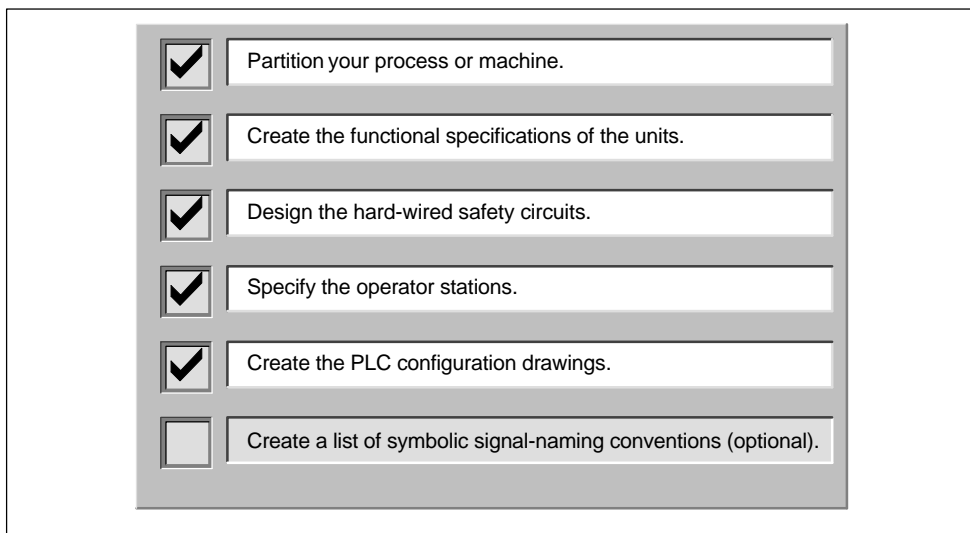 Partition your process or machine.
Create the functional specifications of the units.
Design the hard-wired safety circuits.
Specify the operator stations.
Create the PLC configuration drawings.
Create a list of symbolic signal-naming conventions (optional).